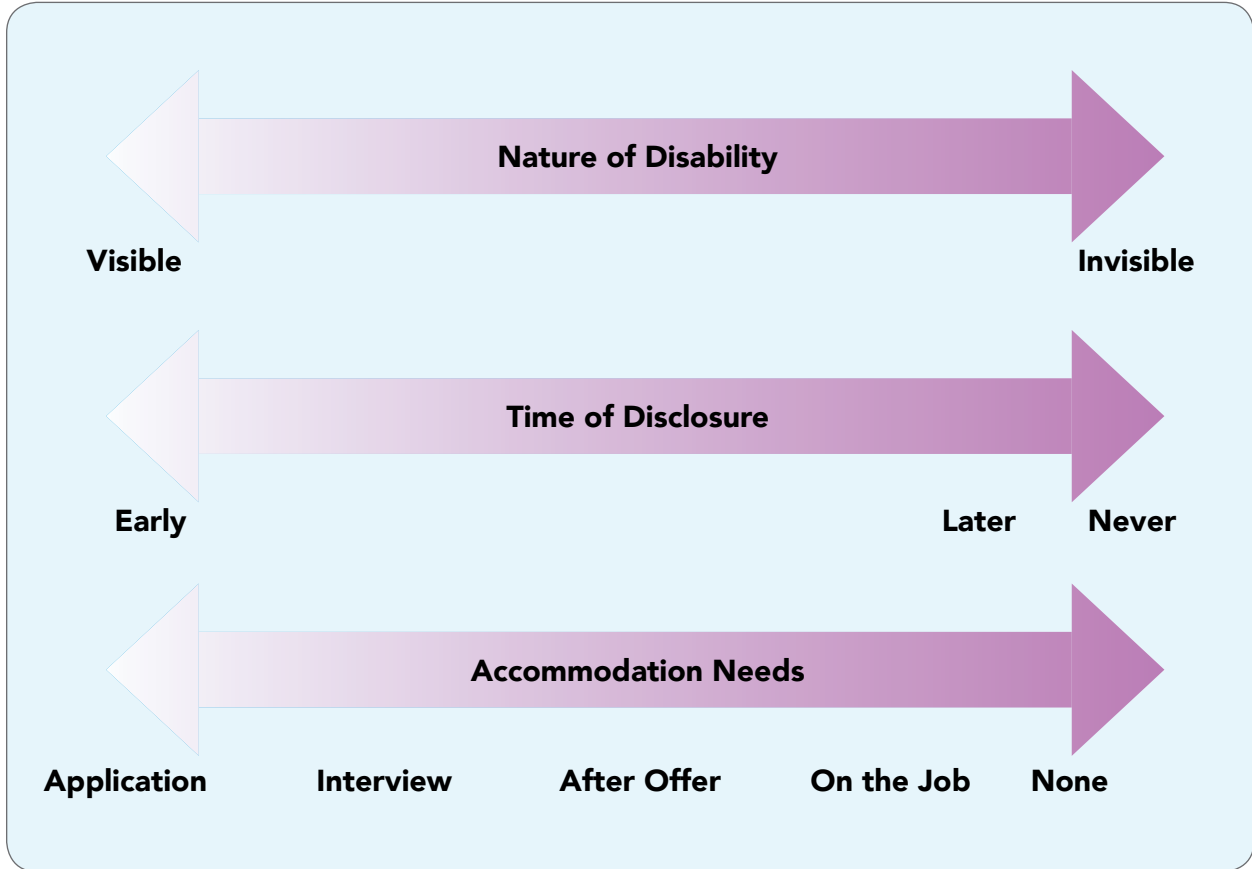 Nature of Disability
Visible Invisible
Time of Disclosure
Early Later Never
Accommodation Needs
Application Interview After Offer On the Job None